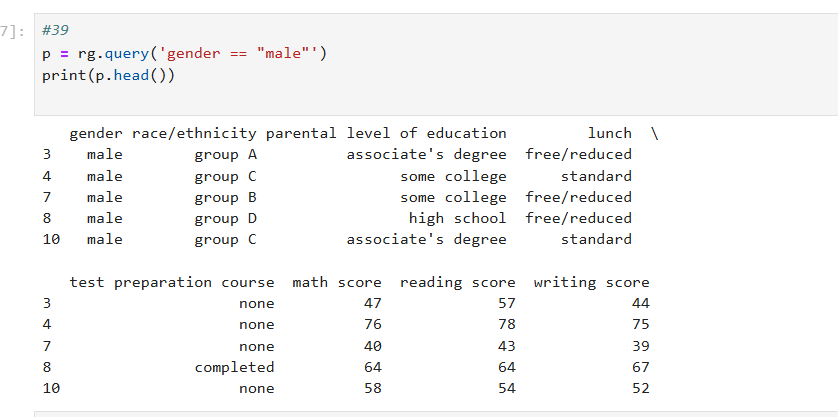 7]:
#39
p = rg.query('gender == "male"')
print(p.head())
gender race/ethnicity parental level of education lunch \
3 male group A associate's degree free/reduced
4 male group C some college standard
7 male group B some college free/reduced
8 male group D high school free/reduced
10 male group C associate's degree standard
test preparation course math score reading score writing score
3 none 47 57 44
4 none 76 78 75
7 none 40 43 39
8 completed 64 64 67
10 none 58 54 52